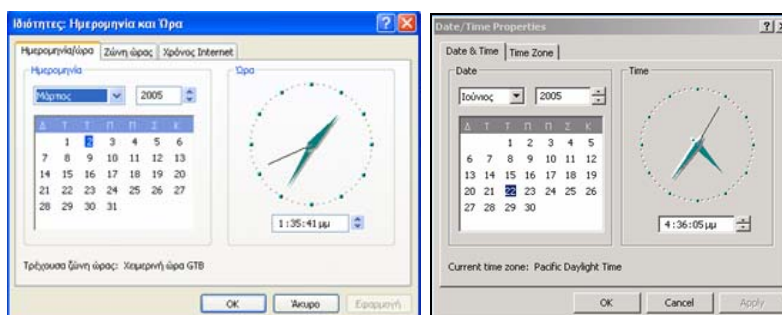 Ιδιότητες: Ημερομηνία και Ώρα
Ημερομηνία/ώρα Ζώνη ώρας Χρόνος Internet
Ημερομηνία
Μάρτιος 2005
Δ Τ Τ Π Π Σ Κ
1 2 3 4 5 6
7 8 9 10 11 12 13
14 15 16 17 18 19 20
21 22 23 24 25 26 27
28 29 30 31
Ώρα
1:35:41 μμ
Τρέχουσα ζώνη ώρας: Χειμερινή ώρα GTB
OK Άκυρο Εφαρμογή
Date/Time Properties
Date & Time Time Zone
Date
Ιούνιος 2005
Δ Τ Τ Π Π Σ Κ
1 2 3 4 5
6 7 8 9 10 11 12
13 14 15 16 17 18 19
20 21 22 23 24 25 26
27 28 29 30
Time
4:36:05 μμ
Current time zone: Pacific Daylight Time
OK Cancel Apply